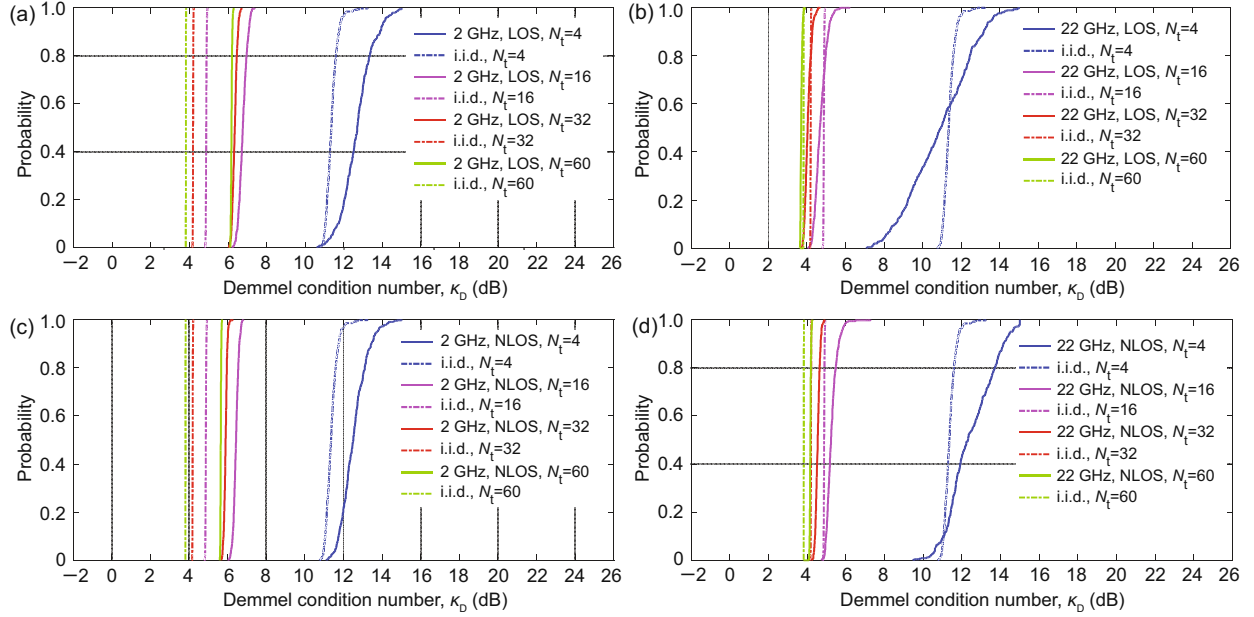 (a)
1.0
0.8
0.6
0.4
0.2
0
Probability
2 GHz, LOS, Nt=4
i.i.d., Nt=4
2 GHz, LOS, Nt=16
i.i.d., Nt=16
2 GHz, LOS, Nt=32
i.i.d., Nt=32
2 GHz, LOS, Nt=60
i.i.d., Nt=60
−2 0 2 4 6 8 10 12 14 16 18 20 22 24 26
Demmel condition number, κD (dB)
(b)
1.0
0.8
0.6
0.4
0.2
0
Probability
22 GHz, LOS, Nt=4
i.i.d., Nt=4
22 GHz, LOS, Nt=16
i.i.d., Nt=16
22 GHz, LOS, Nt=32
i.i.d., Nt=32
22 GHz, LOS, Nt=60
i.i.d., Nt=60
−2 0 2 4 6 8 10 12 14 16 18 20 22 24 26
Demmel condition number, κD (dB)
(c)
1.0
0.8
0.6
0.4
0.2
0
Probability
2 GHz, NLOS, Nt=4
i.i.d., Nt=4
2 GHz, NLOS, Nt=16
i.i.d., Nt=16
2 GHz, NLOS, Nt=32
i.i.d., Nt=32
2 GHz, NLOS, Nt=60
i.i.d., Nt=60
−2 0 2 4 6 8 10 12 14 16 18 20 22 24 26
Demmel condition number, κD (dB)
(d)
1.0
0.8
0.6
0.4
0.2
0
Probability
22 GHz, NLOS, Nt=4
i.i.d., Nt=4
22 GHz, NLOS, Nt=16
i.i.d., Nt=16
22 GHz, NLOS, Nt=32
i.i.d., Nt=32
22 GHz, NLOS, Nt=60
i.i.d., Nt=60
−2 0 2 4 6 8 10 12 14 16 18 20 22 24 26
Demmel condition number, κD (dB)